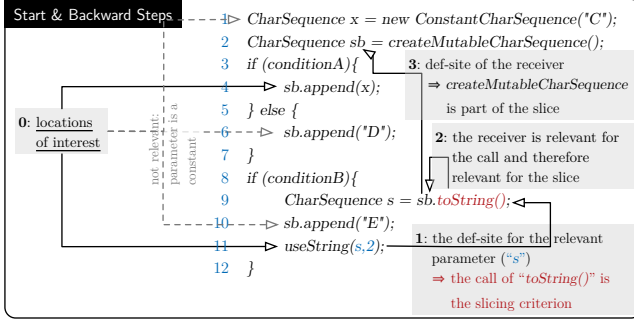 Start & Backward Steps
1 CharSequence x = new ConstantCharSequence("C");
2 CharSequence sb = createMutableCharSequence();
3 if (conditionA){
4 sb.append(x);
5 } else {
6 sb.append("D");
7 }
8 if (conditionB){
9 CharSequence s = sb.toString();
10 sb.append("E");
11 useString(s,2);
12 }
0: locations
of interest
not relevant:
parameter is a
constant
3: def-site of the receiver
⇒ createMutableCharSequence
is part of the slice
2: the receiver is relevant for
the call and therefore
relevant for the slice
1: the def-site for the relevant
parameter ("s")
⇒ the call of "toString()" is
the slicing criterion